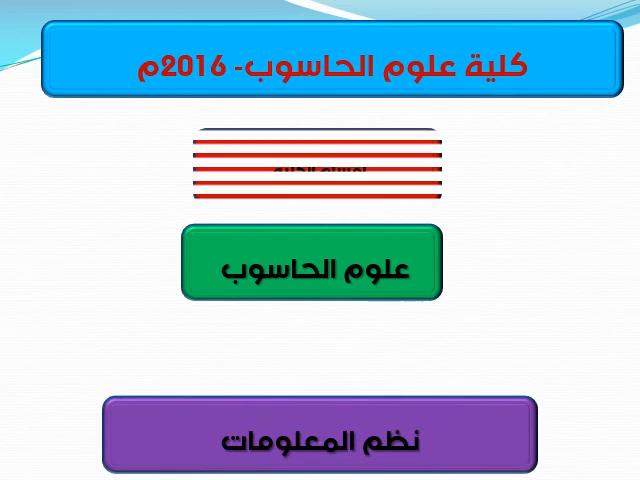 كلية علوم الحاسوب- 2016م
علوم الحاسوب
نظم المعلومات